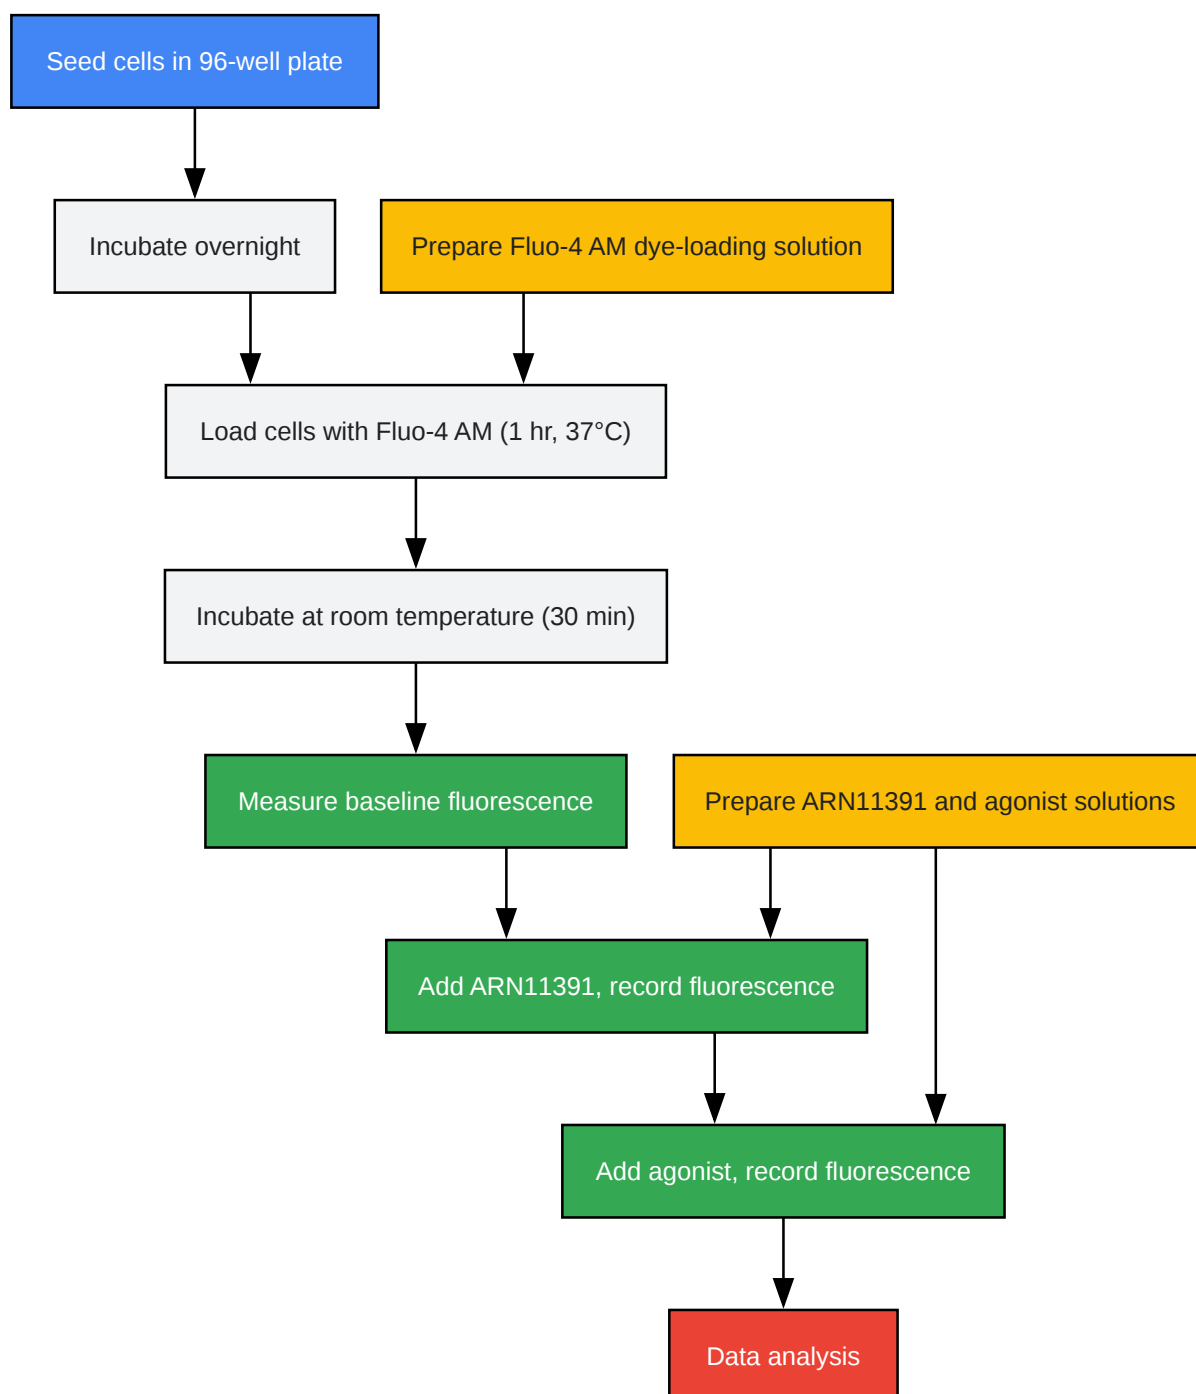 Seed cells in 96-well plate
Incubate overnight
Prepare Fluo-4 AM dye-loading solution
Load cells with Fluo-4 AM (1 hr, 37°C)
Incubate at room temperature (30 min)
Measure baseline fluorescence
Prepare ARN11391 and agonist solutions
Add ARN11391, record fluorescence
Add agonist, record fluorescence
Data analysis